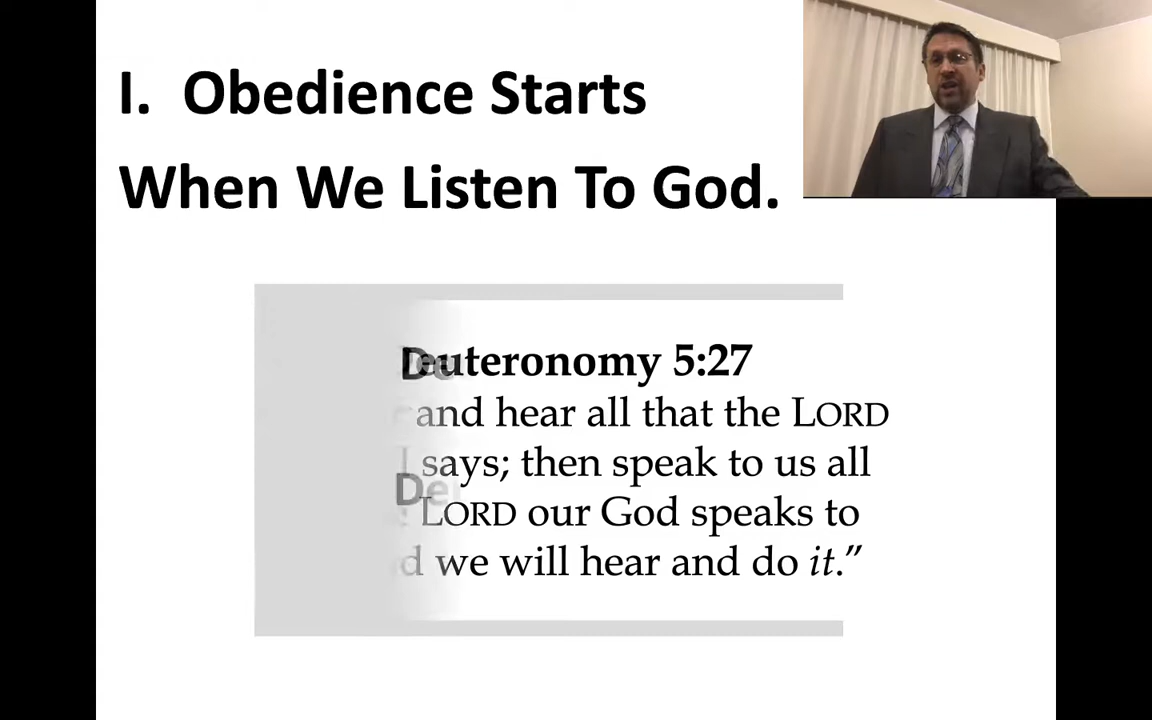 I. Obedience Starts
When We Listen To God.
Deuteronomy 5:27
and hear all that the LORD
says; then speak to us all
LORD our God speaks to
we will hear and do it.”